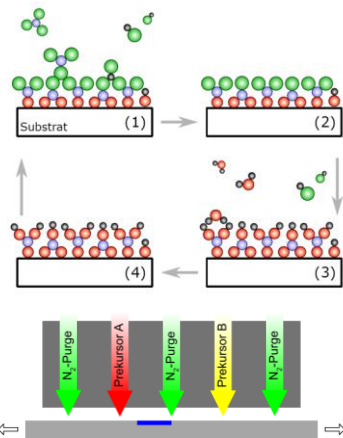 Substrat
(1)
(2)
(4)
(3)
N₂-Purge
Prekursor A
N₂-Purge
Prekursor B
N₂-Purge